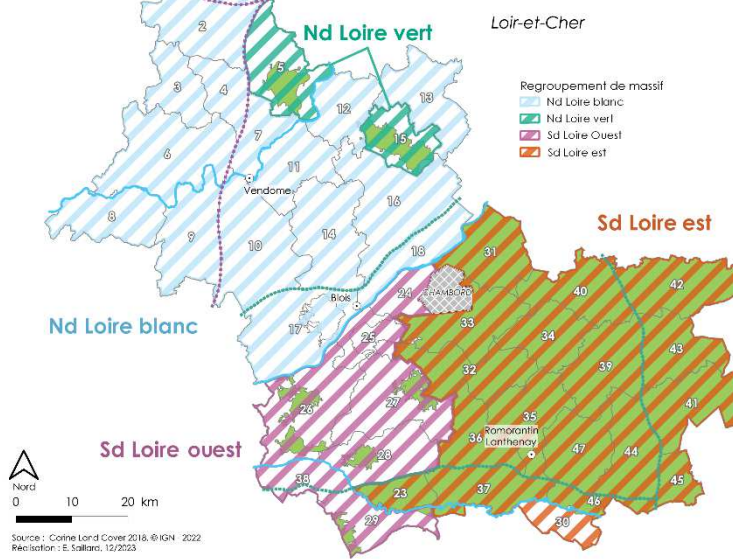 Loir-et-Cher
Nd Loire vert
Regroupement de massif
Nd Loire blanc
Nd Loire vert
Sd Loire Ouest
Sd Loire est
2
5
3
4
12
13
15
7
6
11
Vendome
16
8
9
10
14
18
Sd Loire est
31
42
24
CHAMBORD
40
Blois
Nd Loire blanc
17
33
34
25
43
32
39
26
27
41
35
Romorantin
Lanthenay
36
Sd Loire ouest
28
47
44
38
45
23
37
46
30
29
Nord
0 10 20 km
Source : Corine Land Cover 2018, © IGN 2022
Réalisation : E. Saillard, 12/2023